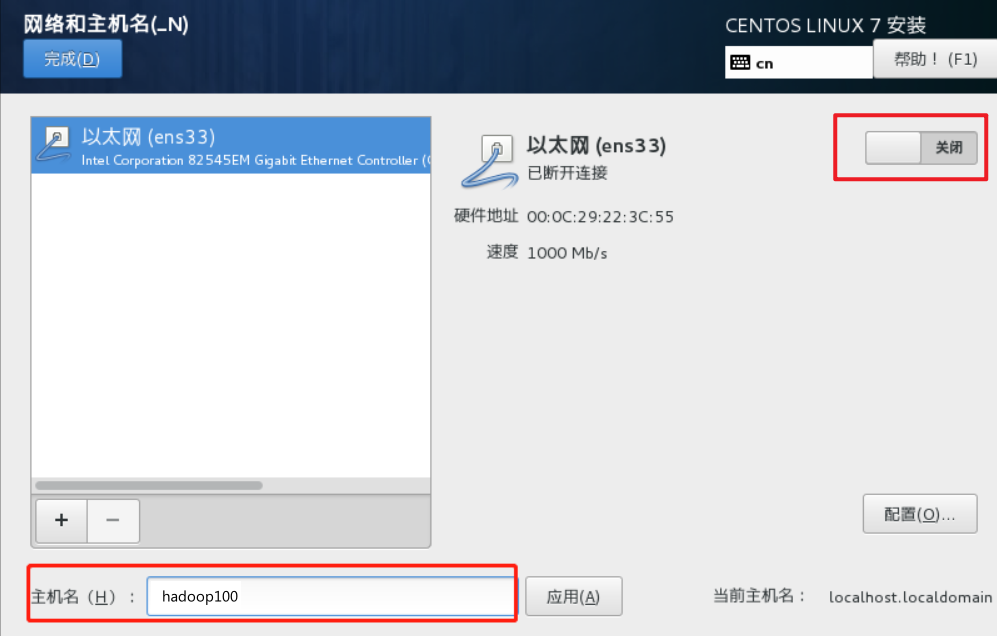 网络和主机名(_N)
CENTOS LINUX 7 安装
完成(D)
cn
帮助！ (F1)
以太网 (ens33)
Intel Corporation 82545EM Gigabit Ethernet Controller (
以太网 (ens33)
已断开连接
关闭
硬件地址 00:0C:29:22:3C:55
速度 1000 Mb/s
+
−
配置(O)...
主机名（H）：
hadoop100
应用(A)
当前主机名：
localhost.localdomain